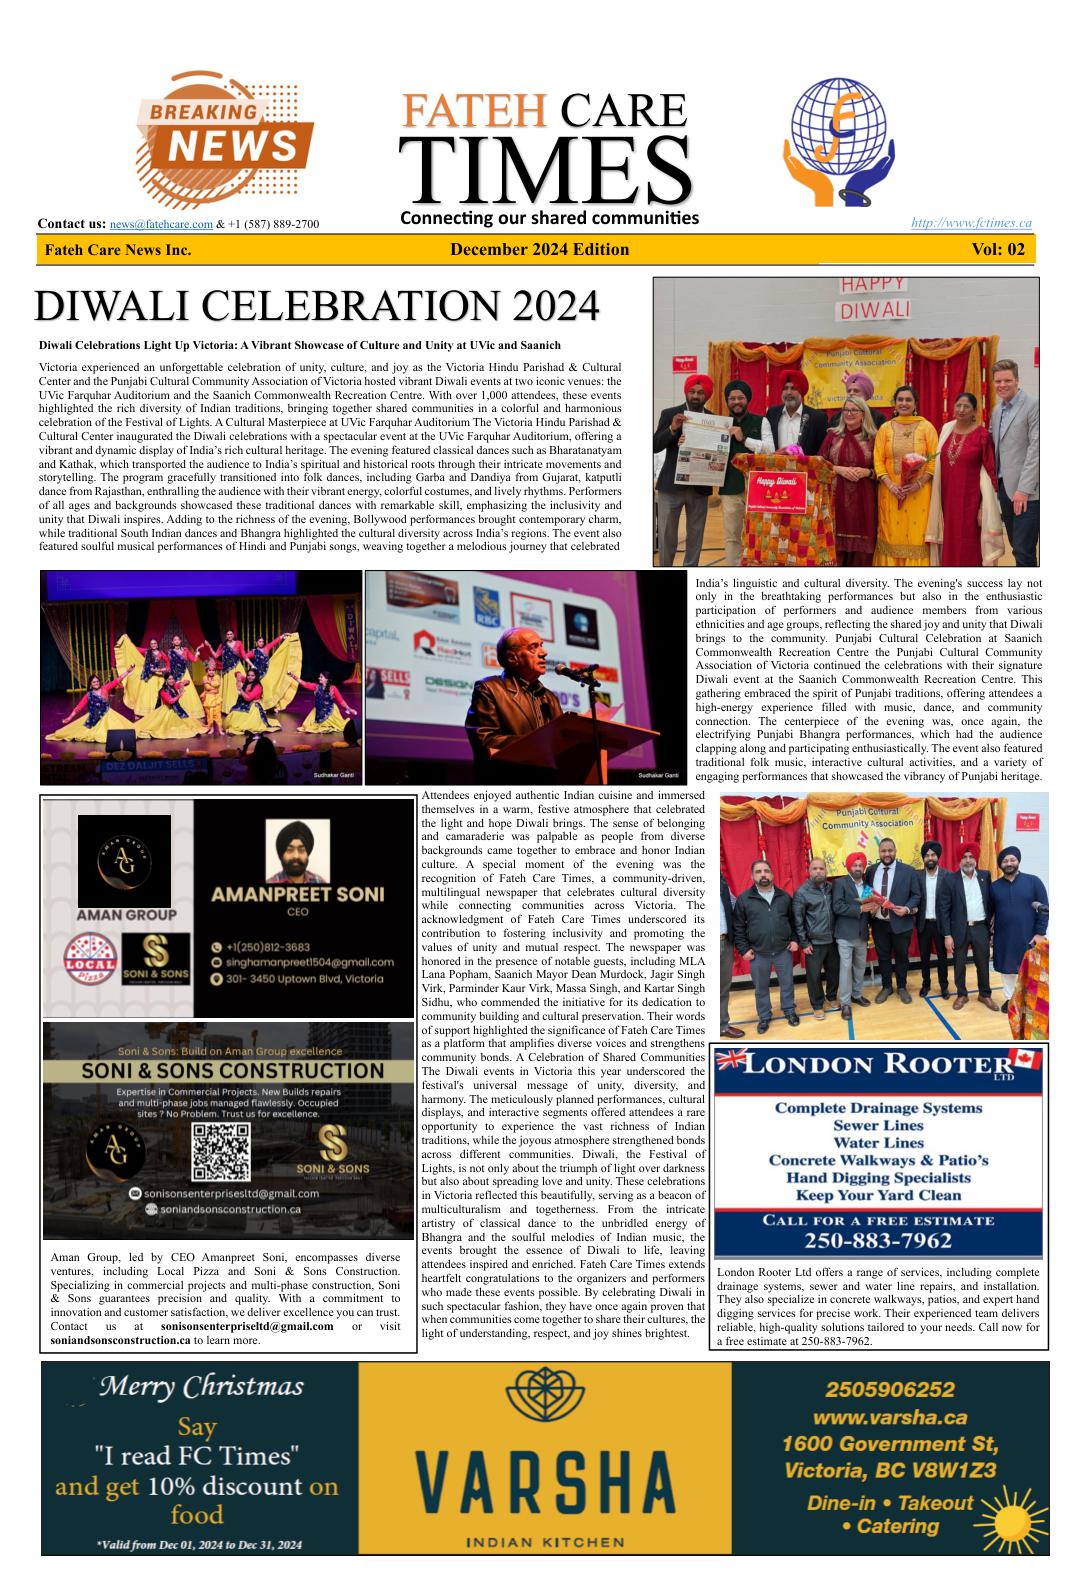 BREAKING
NEWS
FATEH CARE
TIMES
Connecting our shared communities
Contact us: news@fatehcare.com & +1 (587) 889-2700
http://www.fctimes.ca
Fateh Care News Inc.
December 2024 Edition
Vol: 02
DIWALI CELEBRATION 2024
Diwali Celebrations Light Up Victoria: A Vibrant Showcase of Culture and Unity at UVic and Saanich
Victoria experienced an unforgettable celebration of unity, culture, and joy as the Victoria Hindu Parishad & Cultural
Center and the Punjabi Cultural Community Association of Victoria hosted vibrant Diwali events at two iconic venues: the
UVic Farquhar Auditorium and the Saanich Commonwealth Recreation Centre. With over 1,000 attendees, these events
highlighted the rich diversity of Indian traditions, bringing together shared communities in a colorful and harmonious
celebration of the Festival of Lights. A Cultural Masterpiece at UVic Farquhar Auditorium The Victoria Hindu Parishad &
Cultural Center inaugurated the Diwali celebrations with a spectacular event at the UVic Farquhar Auditorium, offering a
vibrant and dynamic display of India's rich cultural heritage. The evening featured classical dances such as Bharatanatyam
and Kathak, which transported the audience to India's spiritual and historical roots through their intricate movements and
storytelling. The program gracefully transitioned into folk dances, including Garba and Dandiya from Gujarat, katputli
dance from Rajasthan, enthralling the audience with their vibrant energy, colorful costumes, and lively rhythms. Performers
of all ages and backgrounds showcased these traditional dances with remarkable skill, emphasizing the inclusivity and
unity that Diwali inspires. Adding to the richness of the evening, Bollywood performances brought contemporary charm,
while traditional South Indian dances and Bhangra highlighted the cultural diversity across India's regions. The event also
featured soulful musical performances of Hindi and Punjabi songs, weaving together a melodious journey that celebrated
HAPPY
DIWALI
Punjabi Cultural
Community Association
Happy Diwali
DEZ DALJIT SELLS
Sudhakar Ganti
RBC
capital.
RedHot
SELLS
DESIGN
Sudhakar Ganti
India's linguistic and cultural diversity. The evening's success lay not
only in the breathtaking performances but also in the enthusiastic
participation of performers and audience members from various
ethnicities and age groups, reflecting the shared joy and unity that Diwali
brings to the community. Punjabi Cultural Celebration at Saanich
Commonwealth Recreation Centre the Punjabi Cultural Community
Association of Victoria continued the celebrations with their signature
Diwali event at the Saanich Commonwealth Recreation Centre. This
gathering embraced the spirit of Punjabi traditions, offering attendees a
high-energy experience filled with music, dance, and community
connection. The centerpiece of the evening was, once again, the
electrifying Punjabi Bhangra performances, which had the audience
clapping along and participating enthusiastically. The event also featured
traditional folk music, interactive cultural activities, and a variety of
engaging performances that showcased the vibrancy of Punjabi heritage.
Attendees enjoyed authentic Indian cuisine and immersed
themselves in a warm, festive atmosphere that celebrated
the light and hope Diwali brings. The sense of belonging
and camaraderie was palpable as people from diverse
backgrounds came together to embrace and honor Indian
culture. A special moment of the evening was the
recognition of Fateh Care Times, a community-driven,
multilingual newspaper that celebrates cultural diversity
while connecting communities across Victoria. The
acknowledgment of Fateh Care Times underscored its
contribution to fostering inclusivity and promoting the
values of unity and mutual respect. The newspaper was
honored in the presence of notable guests, including MLA
Lana Popham, Saanich Mayor Dean Murdock, Jagir Singh
Virk, Parminder Kaur Virk, Massa Singh, and Kartar Singh
Sidhu, who commended the initiative for its dedication to
community building and cultural preservation. Their words
of support highlighted the significance of Fateh Care Times
as a platform that amplifies diverse voices and strengthens
community bonds. A Celebration of Shared Communities
The Diwali events in Victoria this year underscored the
festival's universal message of unity, diversity, and
harmony. The meticulously planned performances, cultural
displays, and interactive segments offered attendees a rare
opportunity to experience the vast richness of Indian
traditions, while the joyous atmosphere strengthened bonds
across different communities. Diwali, the Festival of
Lights, is not only about the triumph of light over darkness
but also about spreading love and unity. These celebrations
in Victoria reflected this beautifully, serving as a beacon of
multiculturalism and togetherness. From the intricate
artistry of classical dance to the unbridled energy of
Bhangra and the soulful melodies of Indian music, the
events brought the essence of Diwali to life, leaving
attendees inspired and enriched. Fateh Care Times extends
heartfelt congratulations to the organizers and performers
who made these events possible. By celebrating Diwali in
such spectacular fashion, they have once again proven that
when communities come together to share their cultures, the
light of understanding, respect, and joy shines brightest.
AMAN GROUP
AG
AMAN GROUP
LOCAL
Pizza
SONI & SONS
AMANPREET SONI
CEO
+1(250)812-3683
singhamanpreet1504@gmail.com
301- 3450 Uptown Blvd, Victoria
Soni & Sons: Build on Aman Group excellence
SONI & SONS CONSTRUCTION
Expertise in Commercial Projects. New Builds repairs
and multi-phase jobs managed flawlessly. Occupied
sites ? No Problem. Trust us for excellence.
AMAN GROUP
AG
SONI & SONS
sonisonsenterprisesltd@gmail.com
soniandsonsconstruction.ca
Aman Group, led by CEO Amanpreet Soni, encompasses diverse
ventures, including Local Pizza and Soni & Sons Construction.
Specializing in commercial projects and multi-phase construction, Soni
& Sons guarantees precision and quality. With a commitment to
innovation and customer satisfaction, we deliver excellence you can trust.
Contact us at sonisonsenterpriseltd@gmail.com or visit
soniandsonsconstruction.ca to learn more.
Punjabi Cultural
Community Association
LONDON ROOTER
LTD
Complete Drainage Systems
Sewer Lines
Water Lines
Concrete Walkways & Patio's
Hand Digging Specialists
Keep Your Yard Clean
CALL FOR A FREE ESTIMATE
250-883-7962
London Rooter Ltd offers a range of services, including complete
drainage systems, sewer and water line repairs, and installation.
They also specialize in concrete walkways, patios, and expert hand
digging services for precise work. Their experienced team delivers
reliable, high-quality solutions tailored to your needs. Call now for
a free estimate at 250-883-7962.
Merry Christmas
Say
"I read FC Times"
and get 10% discount on
food
*Valid from Dec 01, 2024 to Dec 31, 2024
VARSHA
INDIAN KITCHEN
2505906252
www.varsha.ca
1600 Government St,
Victoria, BC V8W1Z3
Dine-in • Takeout
• Catering